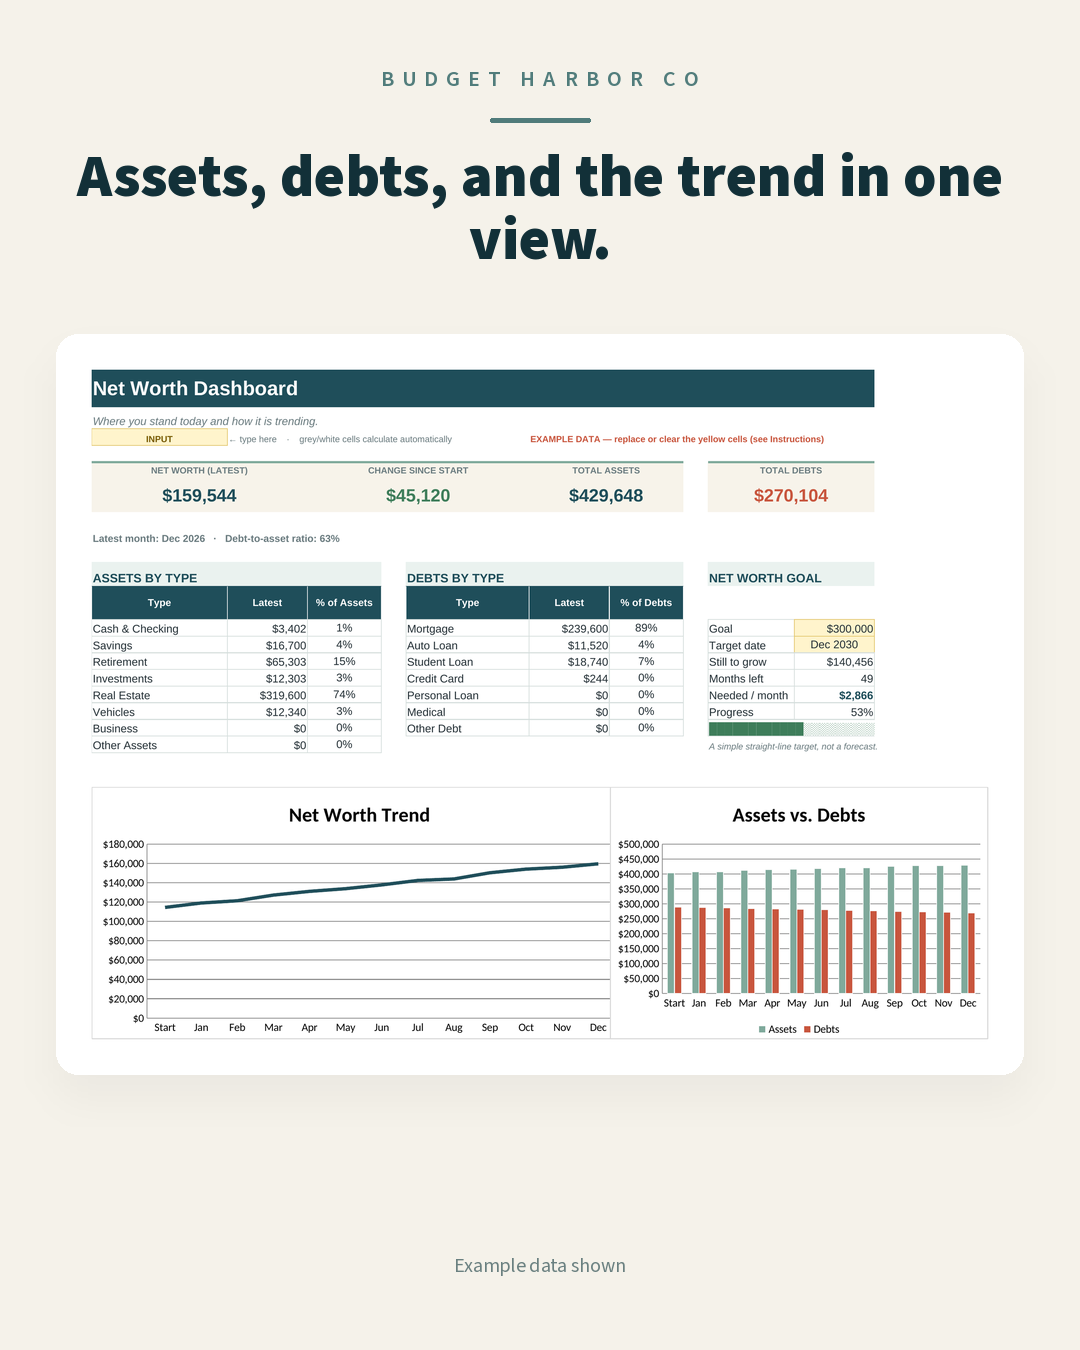 BUDGET HARBOR CO
Assets, debts, and the trend in one
view.
Net Worth Dashboard
Where you stand today and how it is trending.
INPUT ← type here · grey/white cells calculate automatically EXAMPLE DATA — replace or clear the yellow cells (see Instructions)
NET WORTH (LATEST) CHANGE SINCE START TOTAL ASSETS TOTAL DEBTS
$159,544 $45,120 $429,648 $270,104
Latest month: Dec 2026 · Debt-to-asset ratio: 63%
ASSETS BY TYPE
Type Latest % of Assets
Cash & Checking $3,402 1%
Savings $16,700 4%
Retirement $65,303 15%
Investments $12,303 3%
Real Estate $319,600 74%
Vehicles $12,340 3%
Business $0 0%
Other Assets $0 0%
DEBTS BY TYPE
Type Latest % of Debts
Mortgage $239,600 89%
Auto Loan $11,520 4%
Student Loan $18,740 7%
Credit Card $244 0%
Personal Loan $0 0%
Medical $0 0%
Other Debt $0 0%
NET WORTH GOAL
Goal $300,000
Target date Dec 2030
Still to grow $140,456
Months left 49
Needed / month $2,866
Progress 53%
A simple straight-line target, not a forecast.
Net Worth Trend
$180,000
$160,000
$140,000
$120,000
$100,000
$80,000
$60,000
$40,000
$20,000
$0
Start Jan Feb Mar Apr May Jun Jul Aug Sep Oct Nov Dec
Assets vs. Debts
$500,000
$450,000
$400,000
$350,000
$300,000
$250,000
$200,000
$150,000
$100,000
$50,000
$0
Start Jan Feb Mar Apr May Jun Jul Aug Sep Oct Nov Dec
Assets Debts
Example data shown